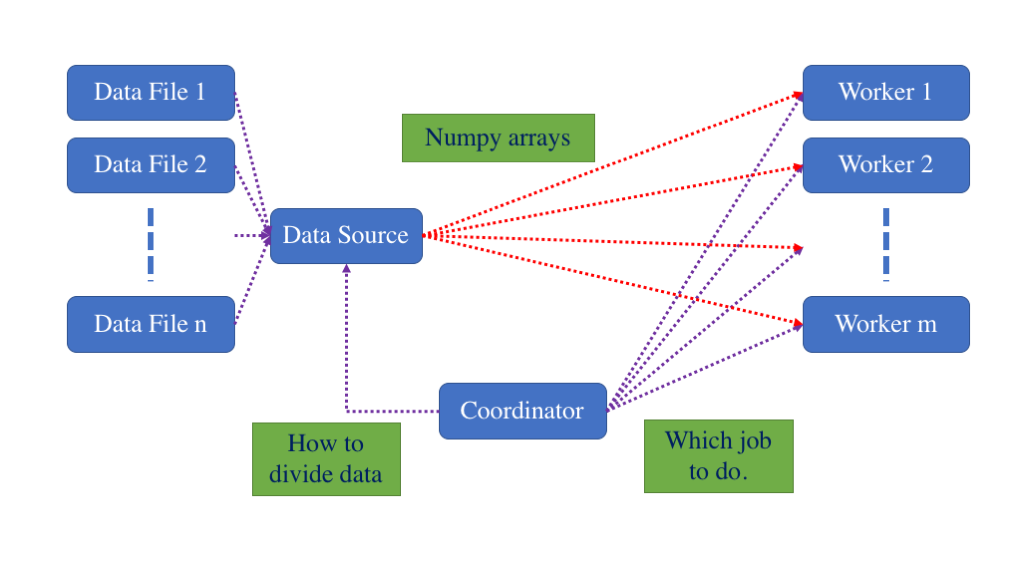 Data File 1
Worker 1
Numpy arrays
Data File 2
Worker 2
Data Source
Data File n
Worker m
Coordinator
How to
divide data
Which job
to do.